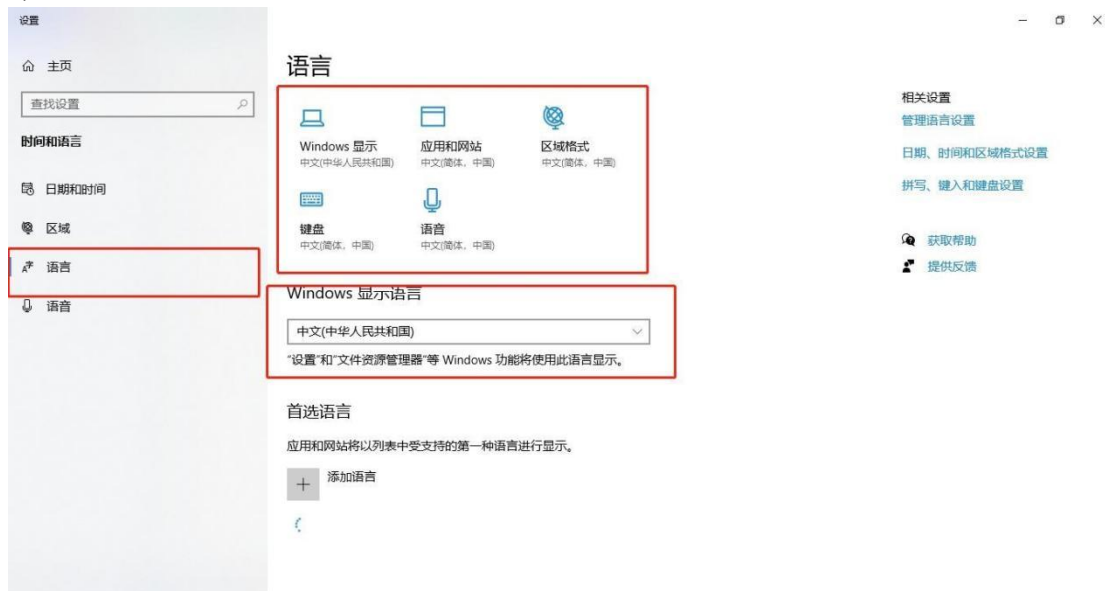 设置
主页
查找设置
时间和语言
日期和时间
区域
语言
语音
语言
Windows 显示
中文(中华人民共和国)
应用和网站
中文(简体，中国)
区域格式
中文(简体，中国)
键盘
中文(简体，中国)
语音
中文(简体，中国)
Windows 显示语言
中文(中华人民共和国)
“设置”和“文件资源管理器”等 Windows 功能将使用此语言显示。
首选语言
应用和网站将以列表中受支持的第一种语言进行显示。
添加语言
相关设置
管理语言设置
日期、时间和区域格式设置
拼写、键入和键盘设置
获取帮助
提供反馈